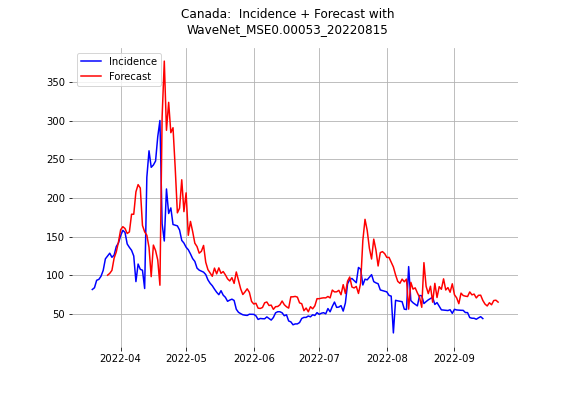 Canada:  Incidence + Forecast with
WaveNet_MSE0.00053_20220815
Incidence
Forecast
350
300
250
200
150
100
50
2022-04 2022-05 2022-06 2022-07 2022-08 2022-09